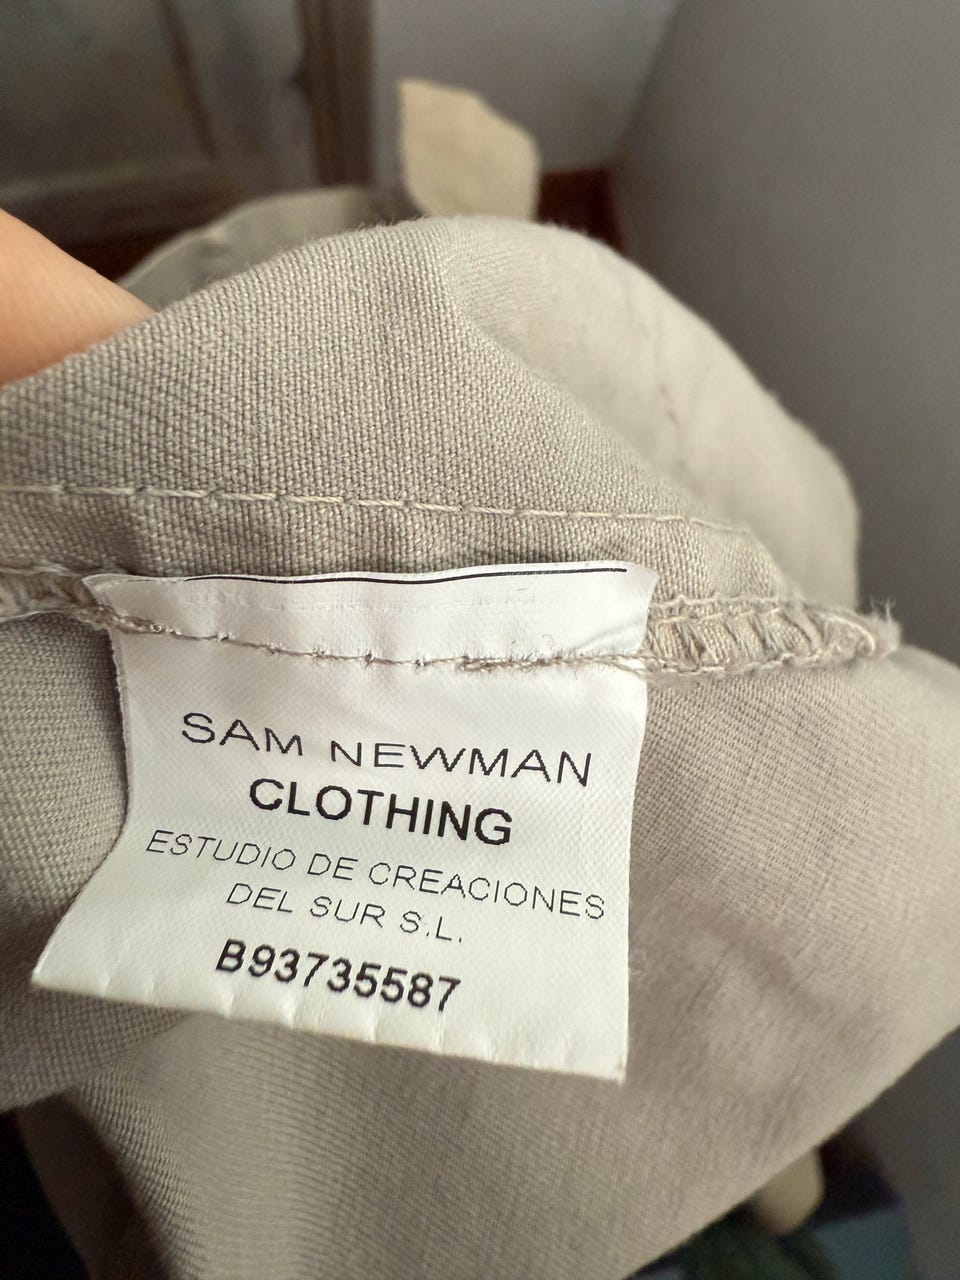 SAM NEWMAN
CLOTHING
ESTUDIO DE CREACIONES
DEL SUR S.L.
B93735587